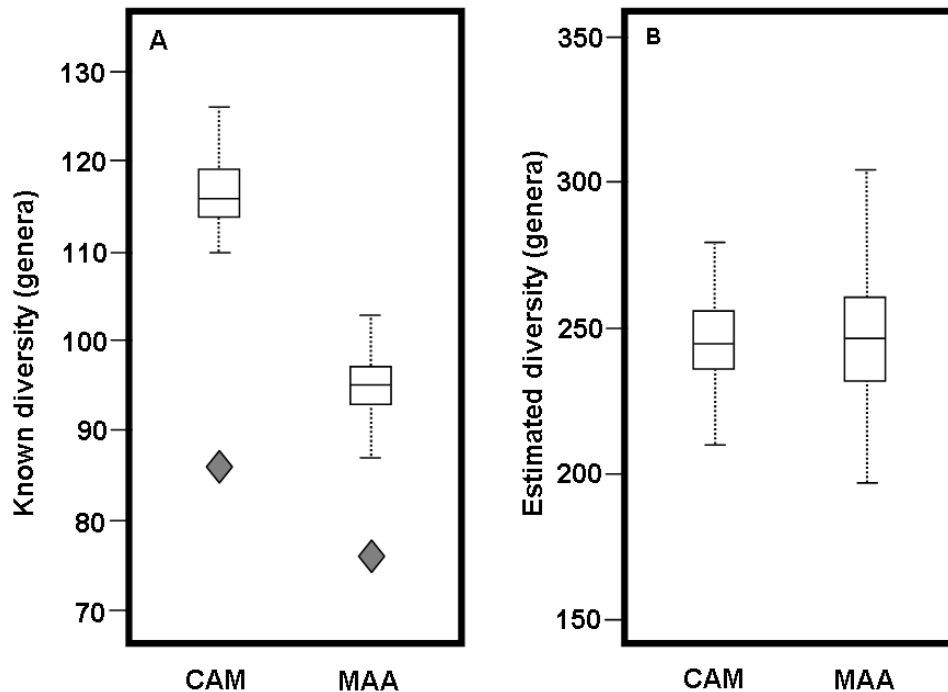 A
Known diversity (genera)
130
120
110
100
90
80
70
CAM MAA
B
Estimated diversity (genera)
350
300
250
200
150
CAM MAA